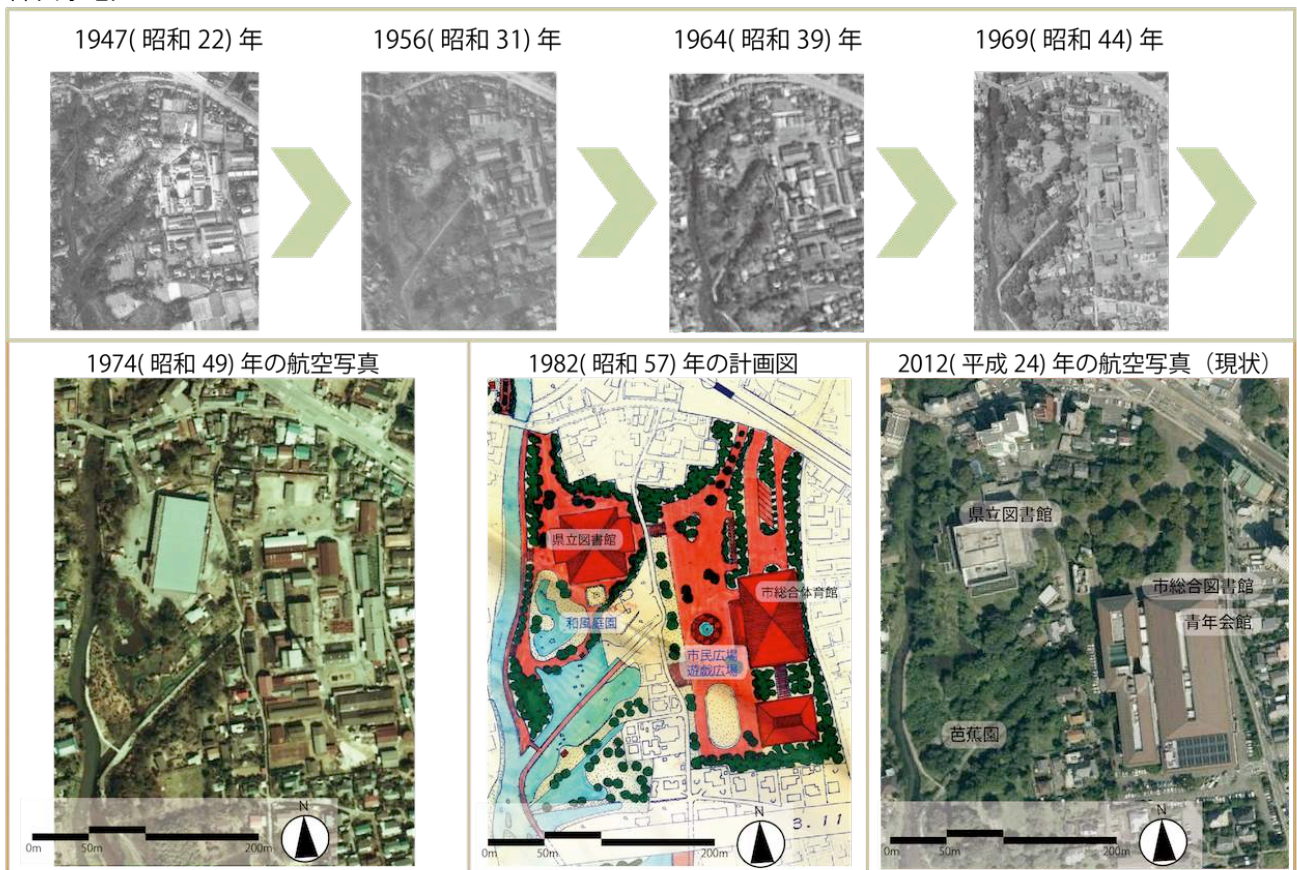 1947( 昭和 22) 年
1956( 昭和 31) 年
1964( 昭和 39) 年
1969( 昭和 44) 年
1974( 昭和 49) 年の航空写真
N
0m 50m 200m
1982( 昭和 57) 年の計画図
県立図書館
市総合体育館
和風庭園
市民広場
遊戯広場
N
3.11
0m 50m 200m
2012( 平成 24) 年の航空写真（現状）
県立図書館
市総合図書館
青年会館
芭蕉園
N
0m 50m 200m